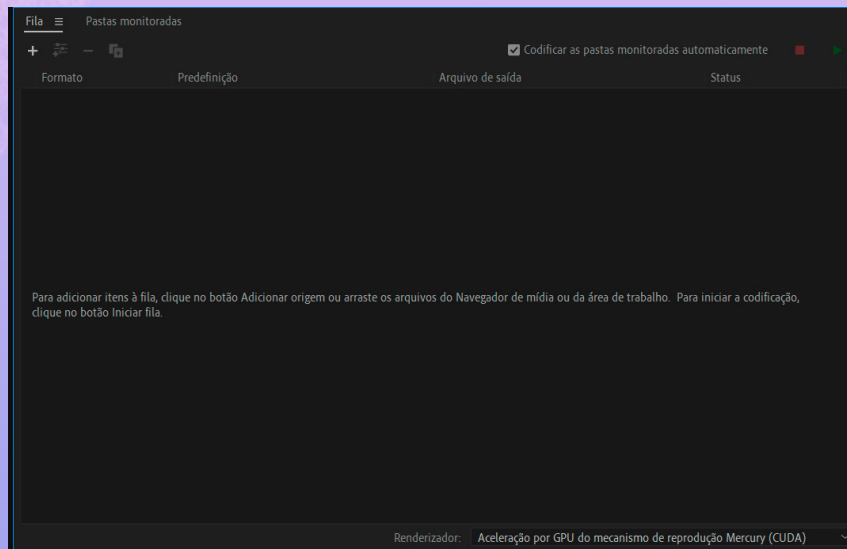 Fila
Pastas monitoradas
Codificar as pastas monitoradas automaticamente
Formato
Predefinição
Arquivo de saída
Status
Para adicionar itens à fila, clique no botão Adicionar origem ou arraste os arquivos do Navegador de mídia ou da área de trabalho. Para iniciar a codificação,
clique no botão Iniciar fila.
Renderizador: Aceleração por GPU do mecanismo de reprodução Mercury (CUDA)